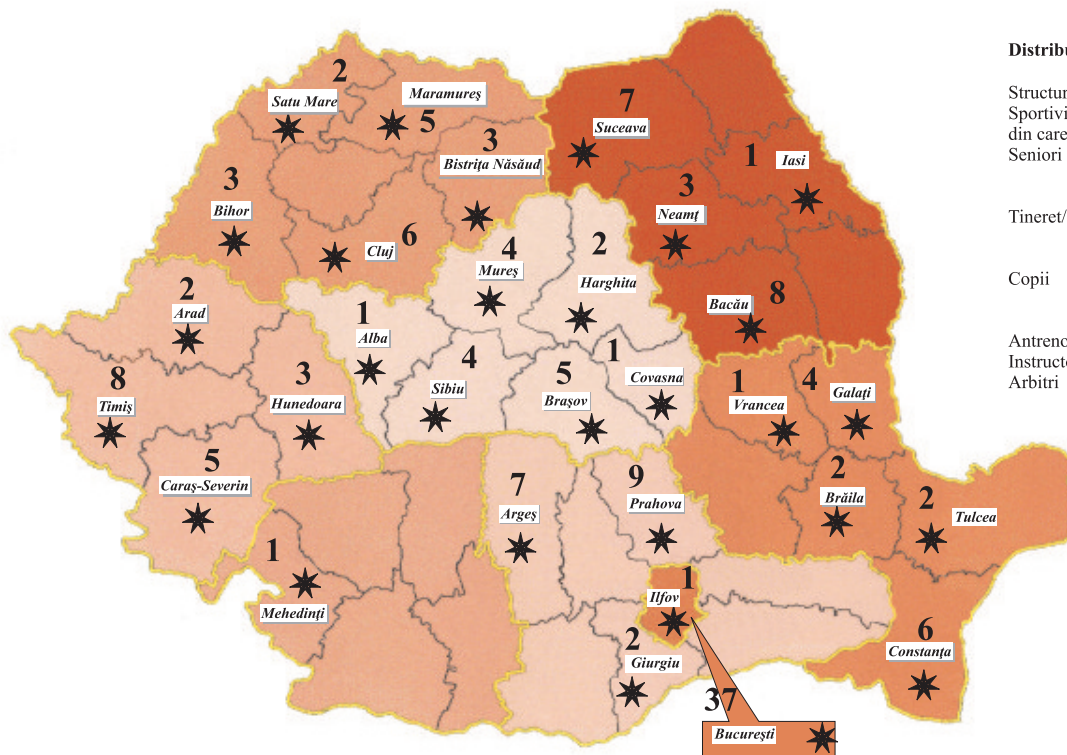 Distribu
Structur
Sportivi
din care
Seniori
Tineret/
Copii
Antreno
Instructo
Arbitri
2
Satu Mare
Maramureş
5
3
Bistriţa Năsăud
7
Suceava
1
Iasi
3
Bihor
6
Cluj
3
Neamţ
4
Mureş
2
Harghita
8
Bacău
2
Arad
1
Alba
4
Sibiu
5
Braşov
1
Covasna
8
Timiş
3
Hunedoara
1
Vrancea
4
Galaţi
5
Caraş-Severin
7
Argeş
9
Prahova
2
Brăila
2
Tulcea
1
Mehedinţi
1
Ilfov
2
Giurgiu
6
Constanţa
37
Bucureşti